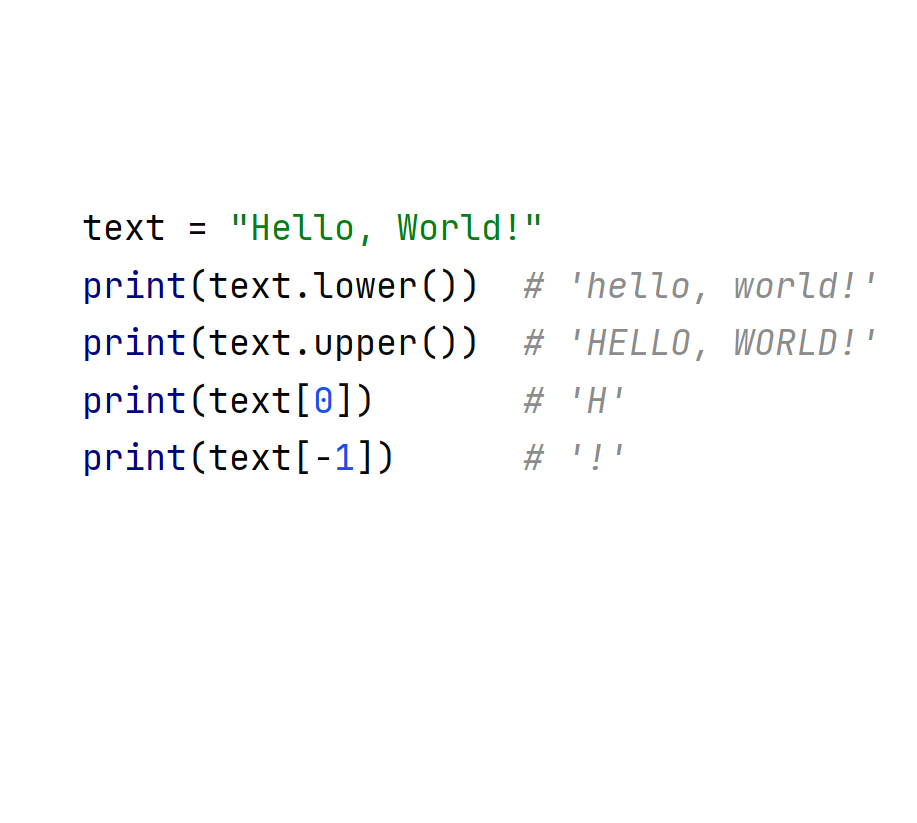 text = "Hello, World!"
print(text.lower())  # 'hello, world!'
print(text.upper())  # 'HELLO, WORLD!'
print(text[0])       # 'H'
print(text[-1])      # '!'